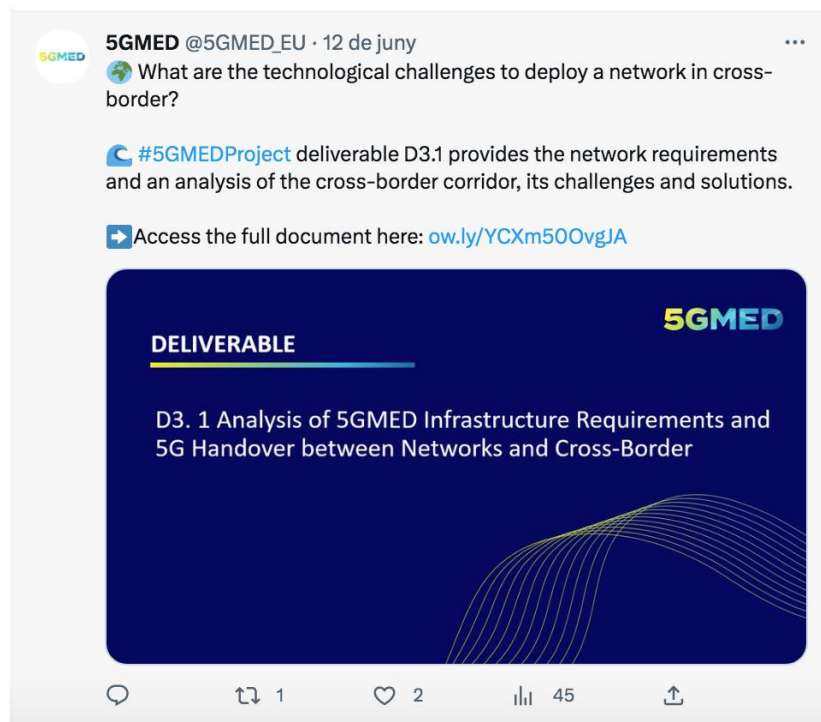 5GMED
5GMED @5GMED_EU · 12 de juny
What are the technological challenges to deploy a network in cross-
border?
#5GMEDProject deliverable D3.1 provides the network requirements
and an analysis of the cross-border corridor, its challenges and solutions.
Access the full document here: ow.ly/YCXm50OvgJA
5GMED
DELIVERABLE
D3. 1 Analysis of 5GMED Infrastructure Requirements and
5G Handover between Networks and Cross-Border
1 2 45